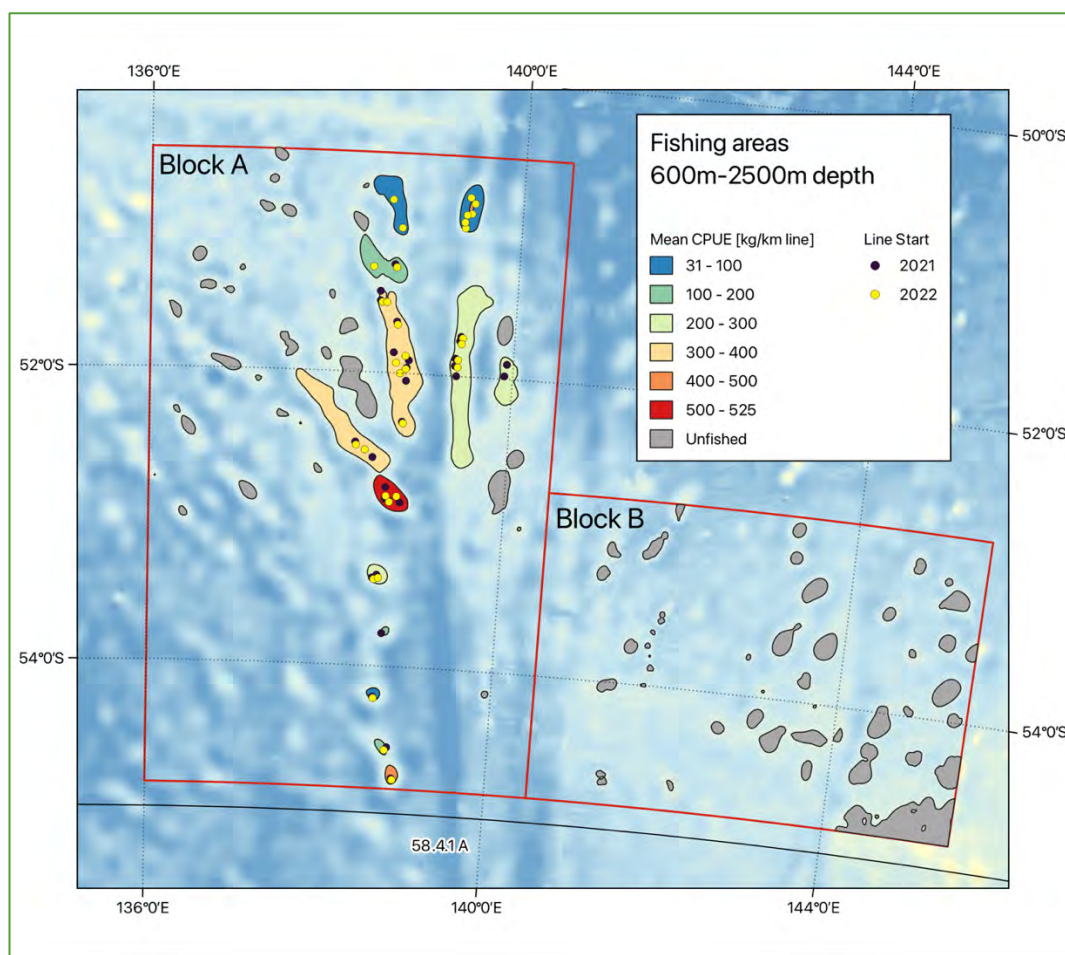 136°0'E
140°0'E
144°0'E
50°0'S
Block A
Fishing areas
600m-2500m depth
Mean CPUE [kg/km line]
Line Start
31 - 100
2021
100 - 200
2022
200 - 300
300 - 400
400 - 500
500 - 525
Unfished
52°0'S
52°0'S
Block B
54°0'S
54°0'S
58.4.1 A
136°0'E
140°0'E
144°0'E